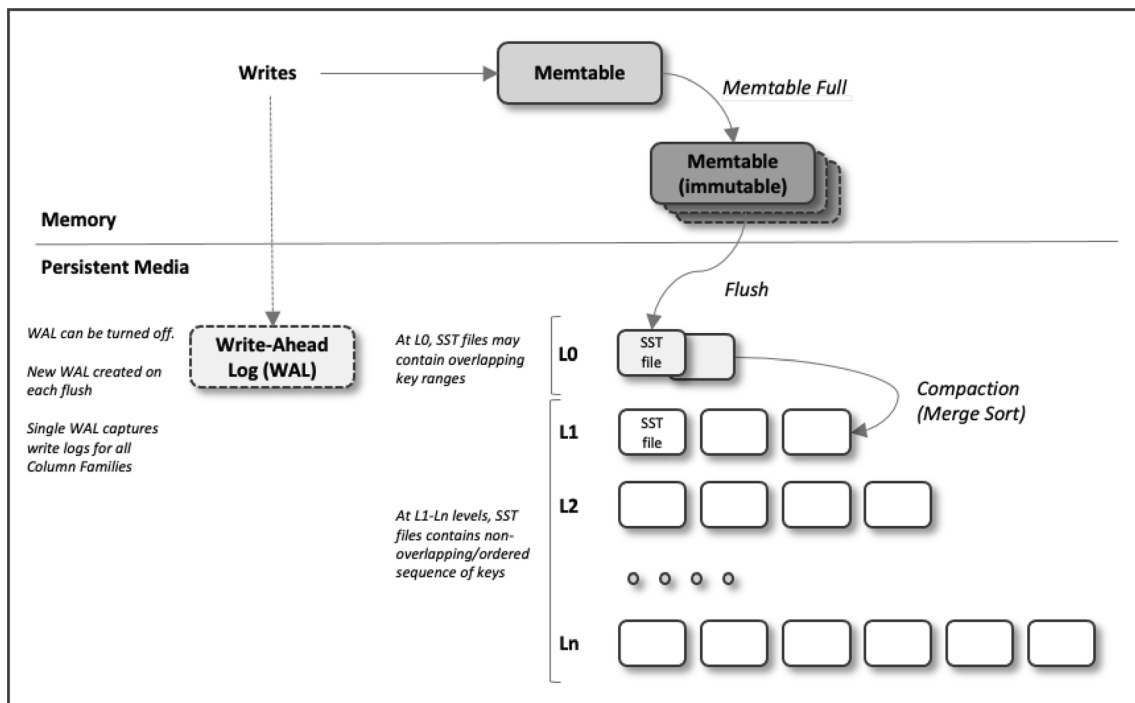 Writes
Memtable
Memtable Full
Memtable
(immutable)
Memory
Persistent Media
Flush
WAL can be turned off.
New WAL created on
each flush
Single WAL captures
write logs for all
Column Families
Write-Ahead
Log (WAL)
At L0, SST files may
contain overlapping
key ranges
L0
SST
file
Compaction
(Merge Sort)
L1
SST
file
L2
At L1-Ln levels, SST
files contains non-
overlapping/ordered
sequence of keys
Ln